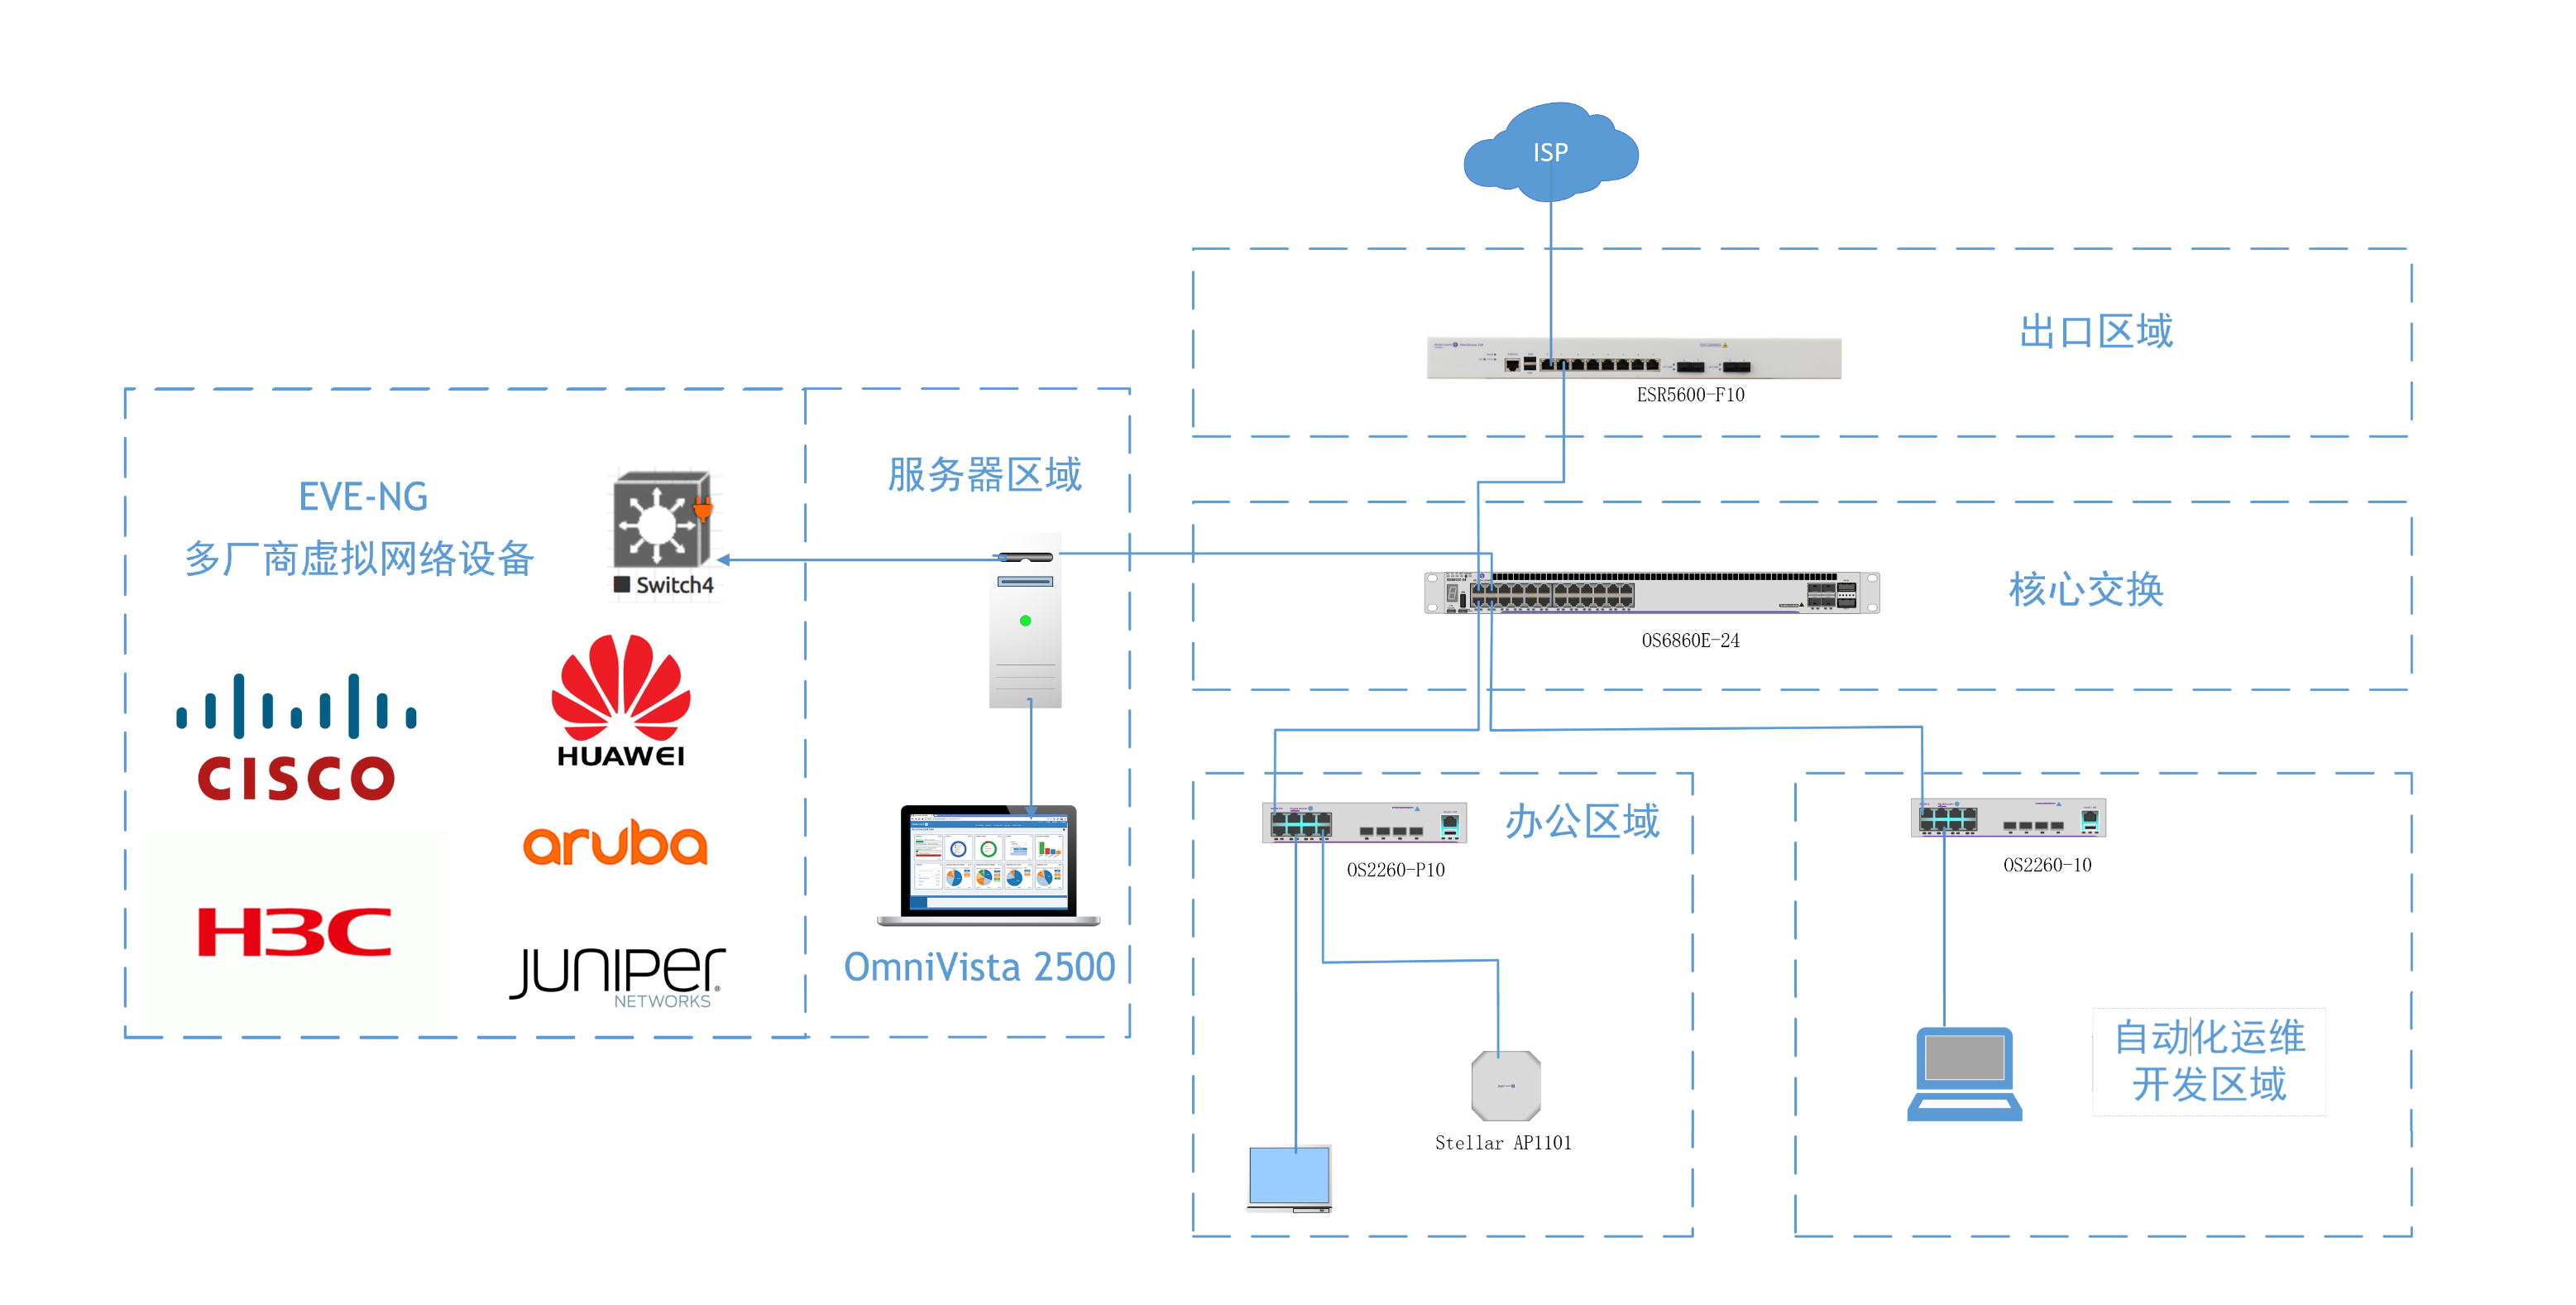 ISP
出口区域
ESR5600-F10
EVE-NG
多厂商虚拟网络设备
Switch4
服务器区域
核心交换
OS6860E-24
CISCO
HUAWEI
aruba
H3C
JUNIPer
NETWORKS
OmniVista 2500
办公区域
OS2260-P10
Stellar AP1101
OS2260-10
自动化运维
开发区域